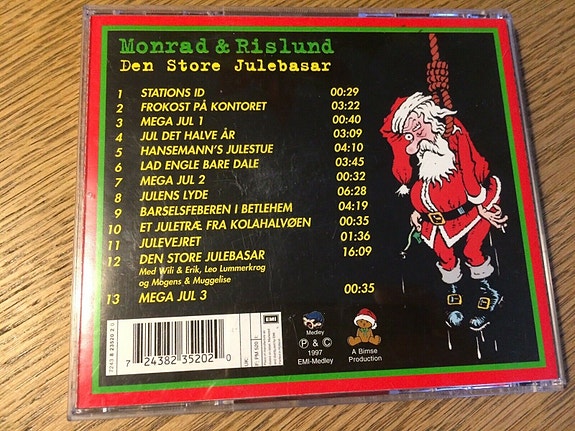 Monrad & Rislund
Den Store Julebasar
1 STATIONS ID 00:29
2 FROKOST PÅ KONTORET 03:22
3 MEGA JUL 1 00:40
4 JUL DET HALVE ÅR 03:09
5 HANSEMANN'S JULESTUE 04:10
6 LAD ENGLE BARE DALE 03:45
7 MEGA JUL 2 00:32
8 JULENS LYDE 06:28
9 BARSELSFEBEREN I BETLEHEM 04:19
10 ET JULETRÆ FRA KOLAHALVØEN 00:35
11 JULEVEJRET 01:36
12 DEN STORE JULEBASAR 16:09
Med Wili & Erik, Leo Lummerkrog
og Mogens & Muggelise
13 MEGA JUL 3 00:35
7 24382 35202 0
EMI
UK:
F: PM 520
Medley
P & C
1997
EMI-Medley
A Bimse
Production